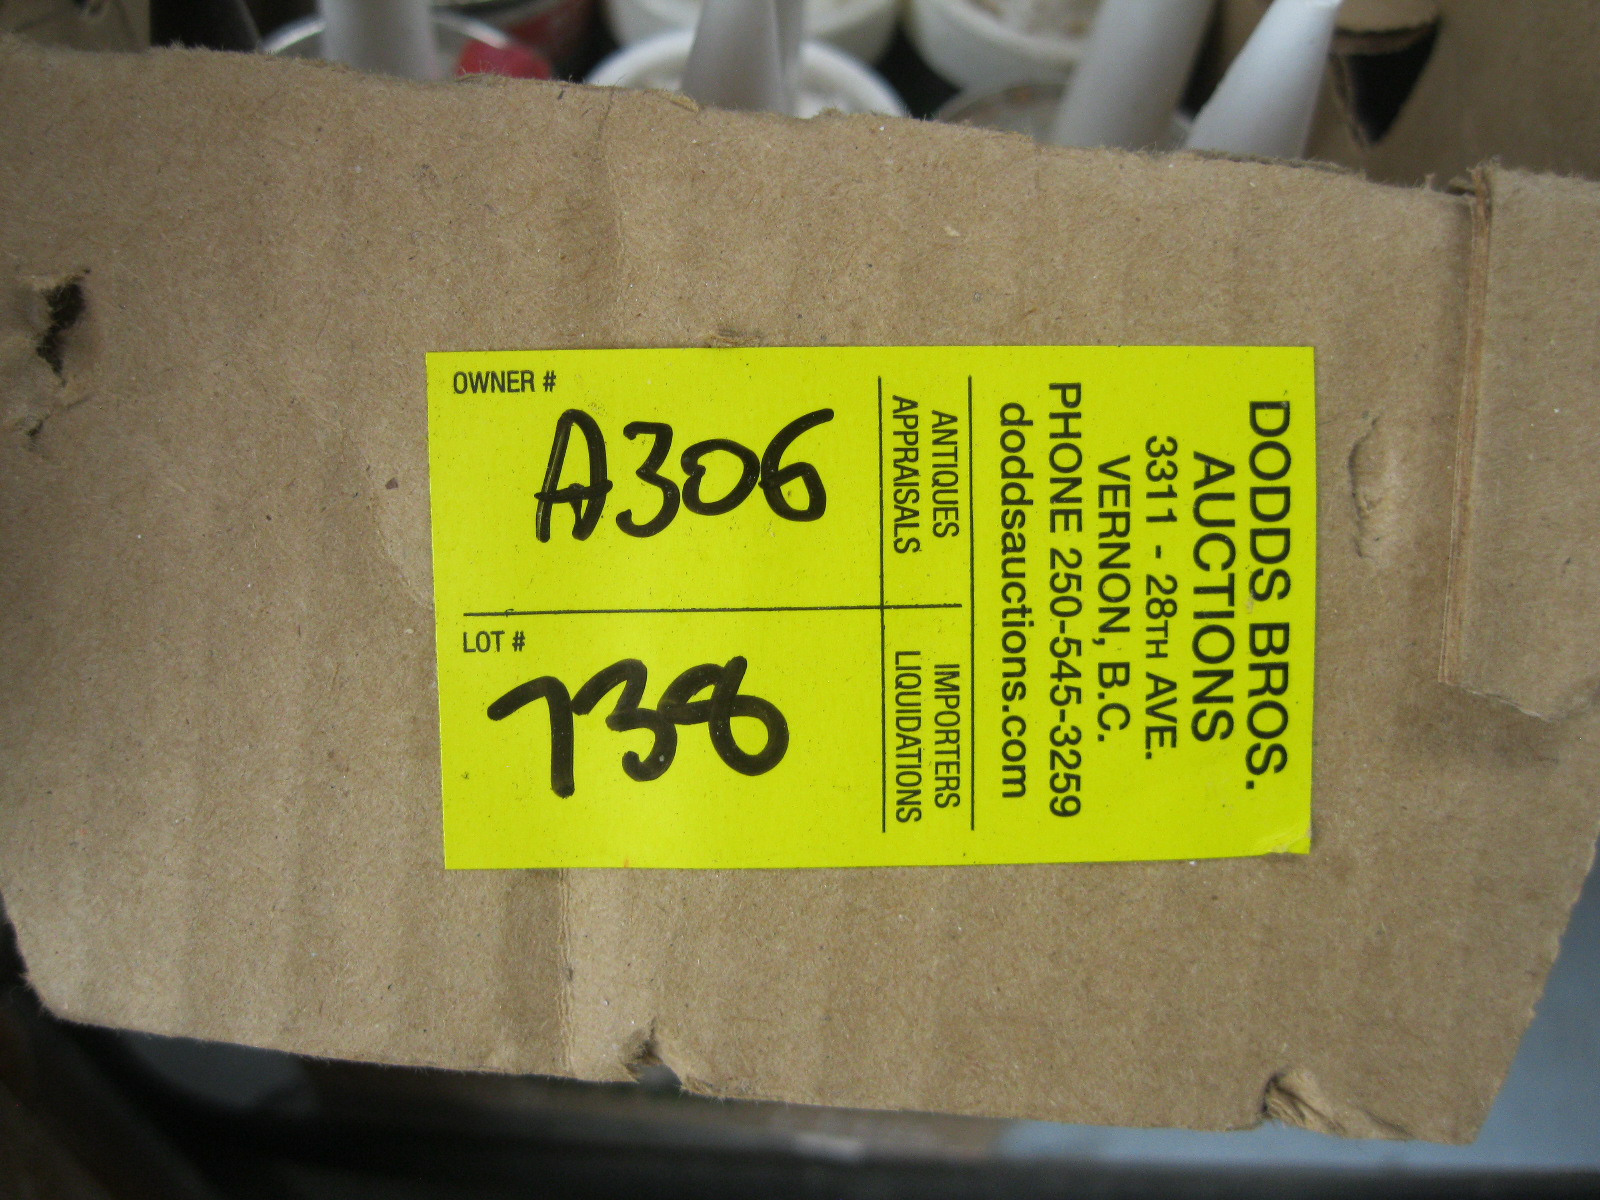 DODDS BROS.
AUCTIONS
3311 - 28TH AVE.
VERNON, B.C.
PHONE 250-545-3259
doddsauctions.com
ANTIQUES
APPRAISALS
IMPORTERS
LIQUIDATIONS
OWNER #
A306
LOT #
738